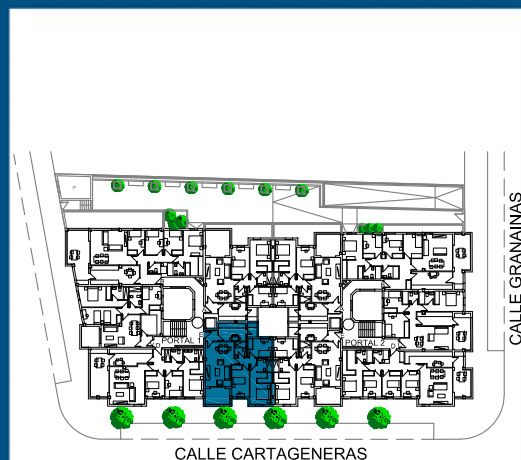 CALLE GRANAINAS
PORTAL 1
PORTAL 2
D
D
CALLE CARTAGENERAS